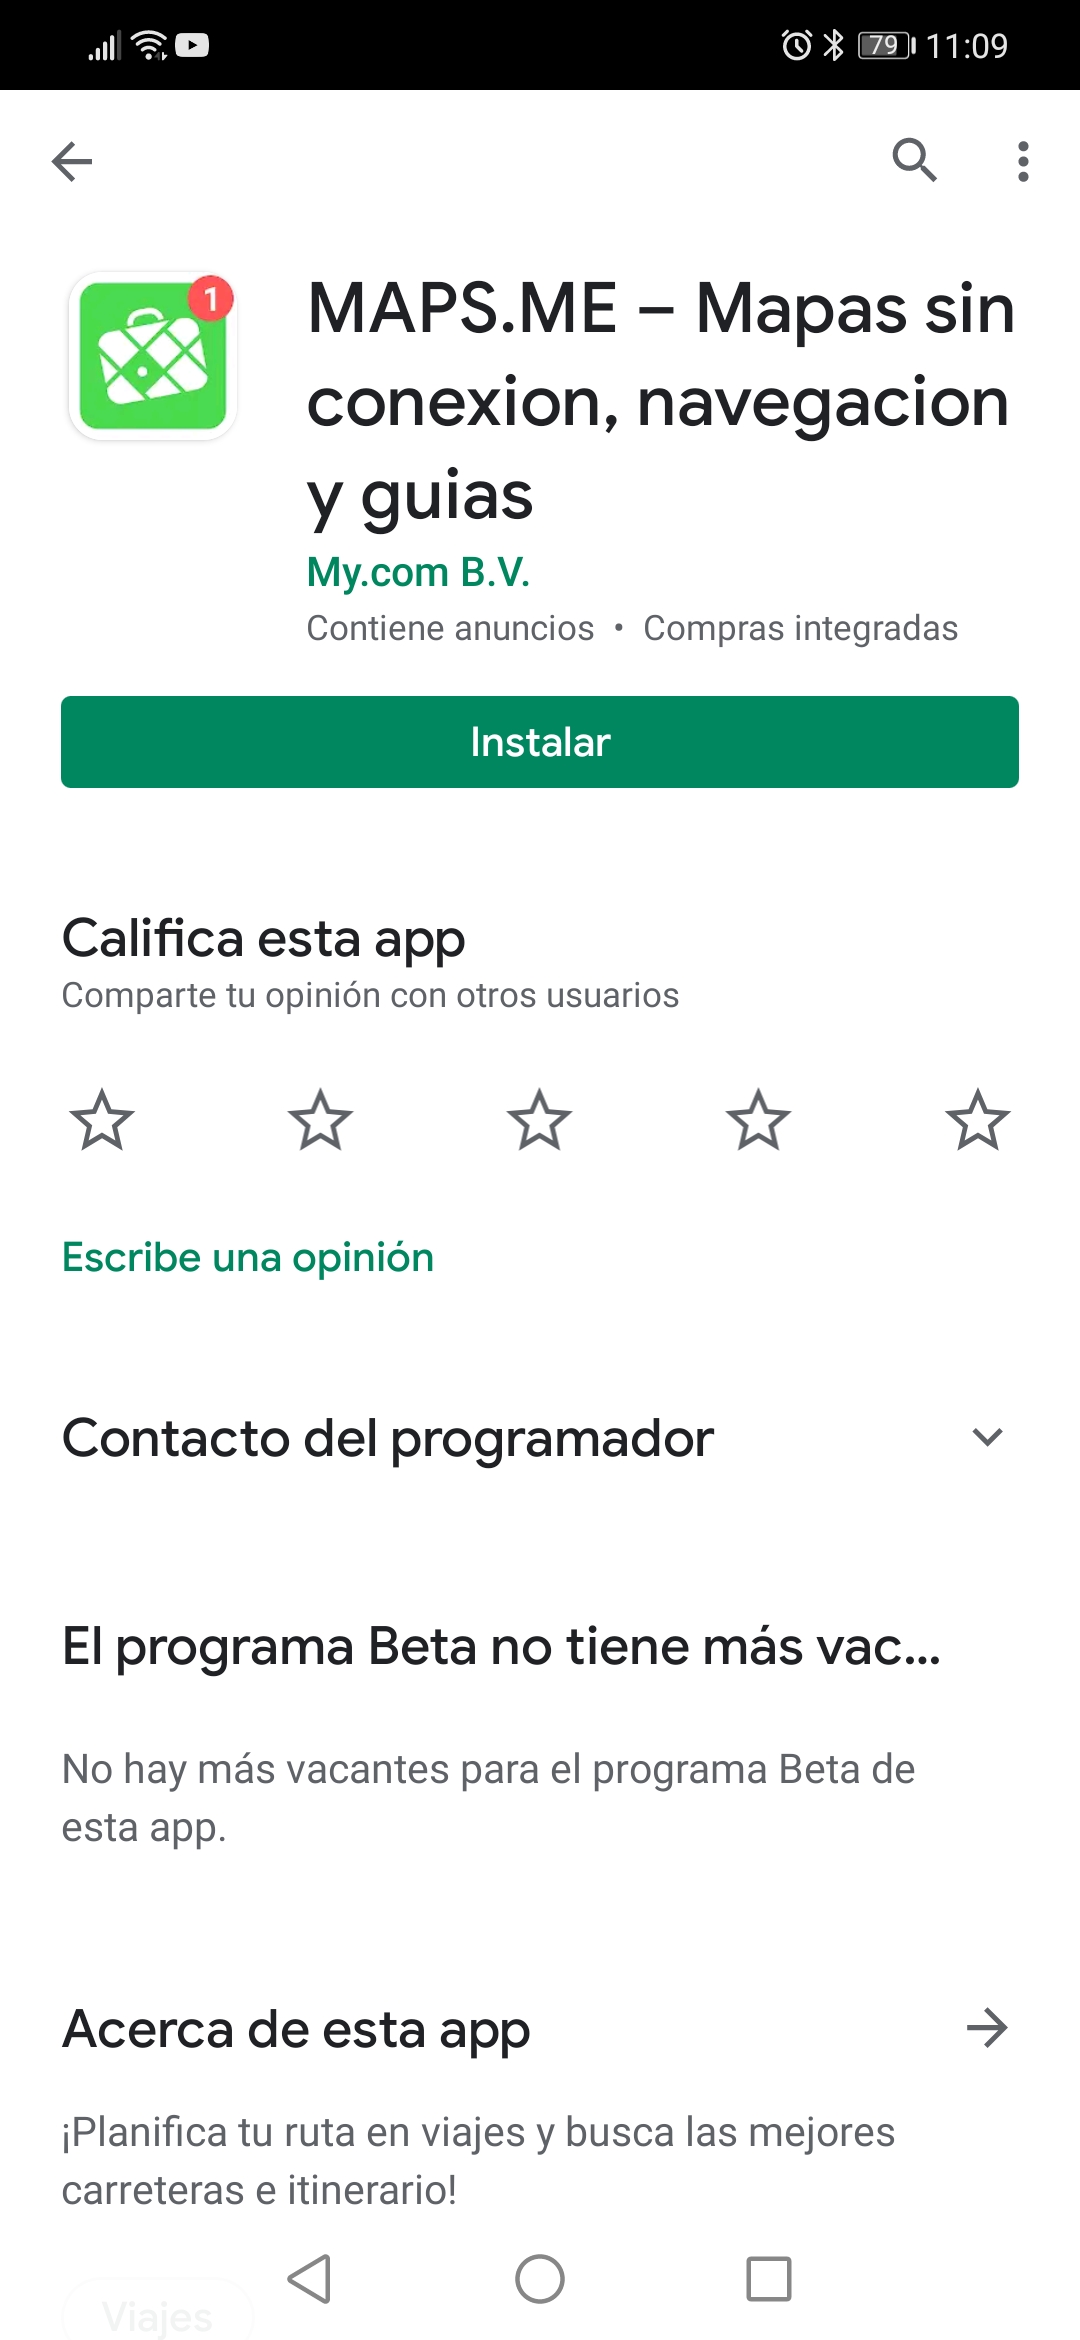 79 11:09
1
MAPS.ME – Mapas sin
conexion, navegacion
y guias
My.com B.V.
Contiene anuncios • Compras integradas
Instalar
Califica esta app
Comparte tu opinión con otros usuarios
Escribe una opinión
Contacto del programador
El programa Beta no tiene más vac...
No hay más vacantes para el programa Beta de
esta app.
Acerca de esta app
¡Planifica tu ruta en viajes y busca las mejores
carreteras e itinerario!
Viajes